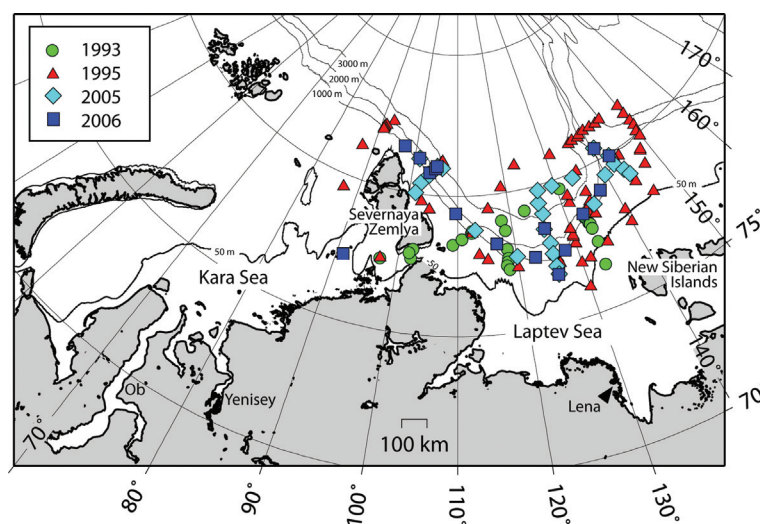 1993
1995
2005
2006
3000 m
2000 m
1000 m
170°
160°
50 m
150°
75°
Severnaya
Zemlya
50 m
-50
Kara Sea
New Siberian
Islands
Laptev Sea
140°
Ob
Yenisey
Lena
70°
70°
100 km
80°
90°
100°
110°
120°
130°